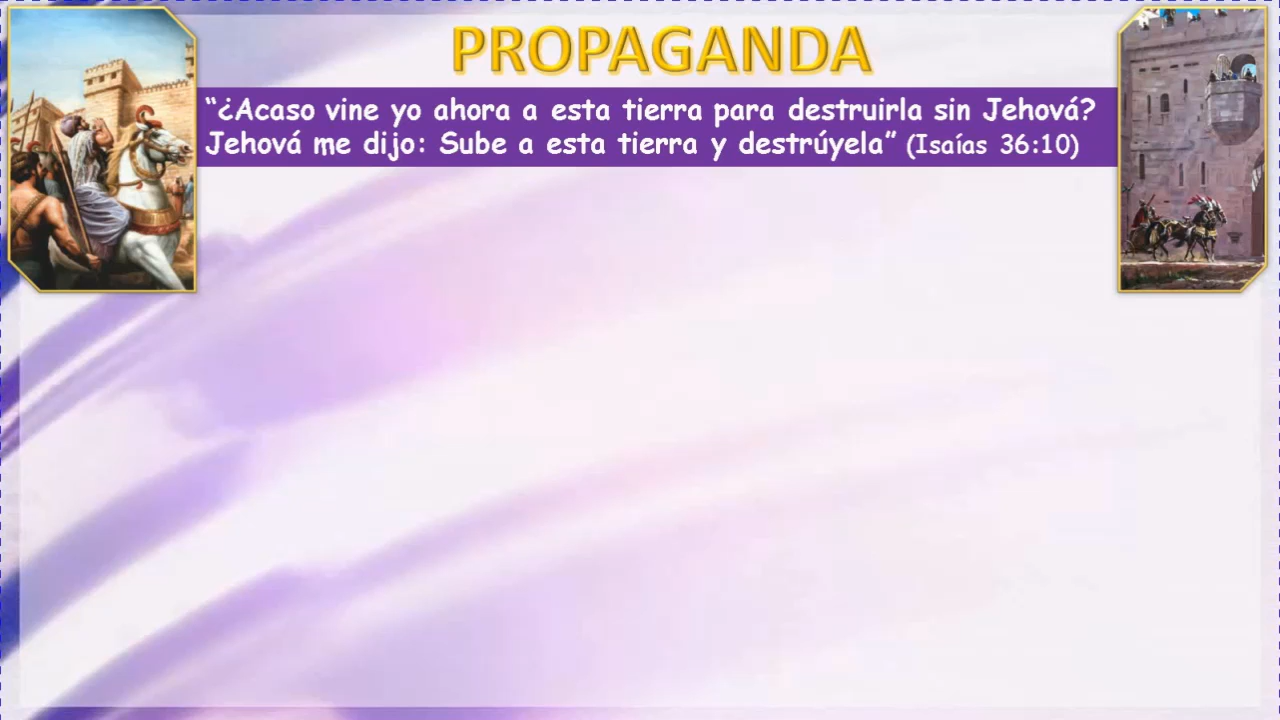 PROPAGANDA
“¿Acaso vine yo ahora a esta tierra para destruirla sin Jehová?
Jehová me dijo: Sube a esta tierra y destrúyela” (Isaías 36:10)